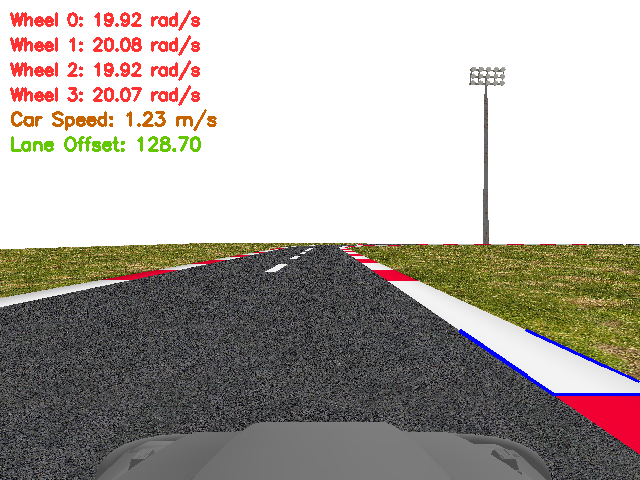 Wheel 0: 19.92 rad/s
Wheel 1: 20.08 rad/s
Wheel 2: 19.92 rad/s
Wheel 3: 20.07 rad/s
Car Speed: 1.23 m/s
Lane Offset: 128.70